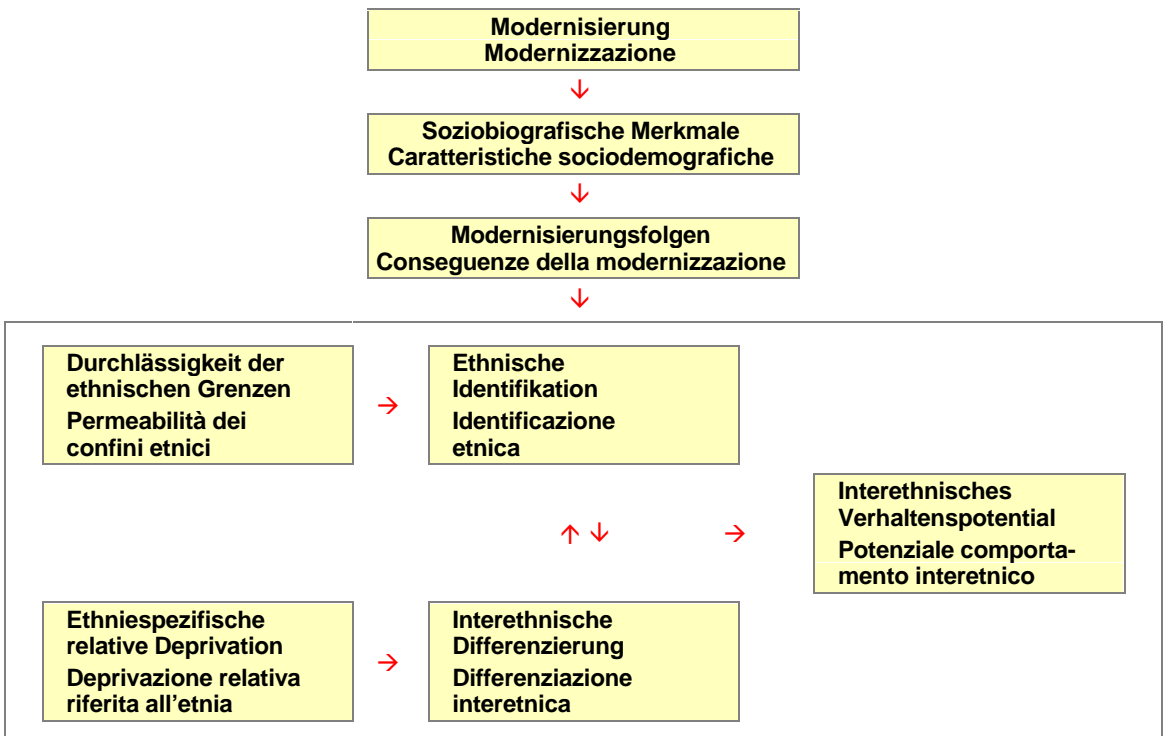 Modernisierung
Modernizzazione
↓
Soziobiografische Merkmale
Caratteristiche sociodemografiche
↓
Modernisierungsfolgen
Conseguenze della modernizzazione
↓
Durchlässigkeit der
ethnischen Grenzen
Permeabilità dei
confini etnici
→
Ethnische
Identifikation
Identificazione
etnica
↑ ↓
→
Interethnisches
Verhaltenspotential
Potenziale comporta-
mento interetnico
Ethniespezifische
relative Deprivation
Deprivazione relativa
riferita all’etnia
→
Interethnische
Differenzierung
Differenziazione
interetnica